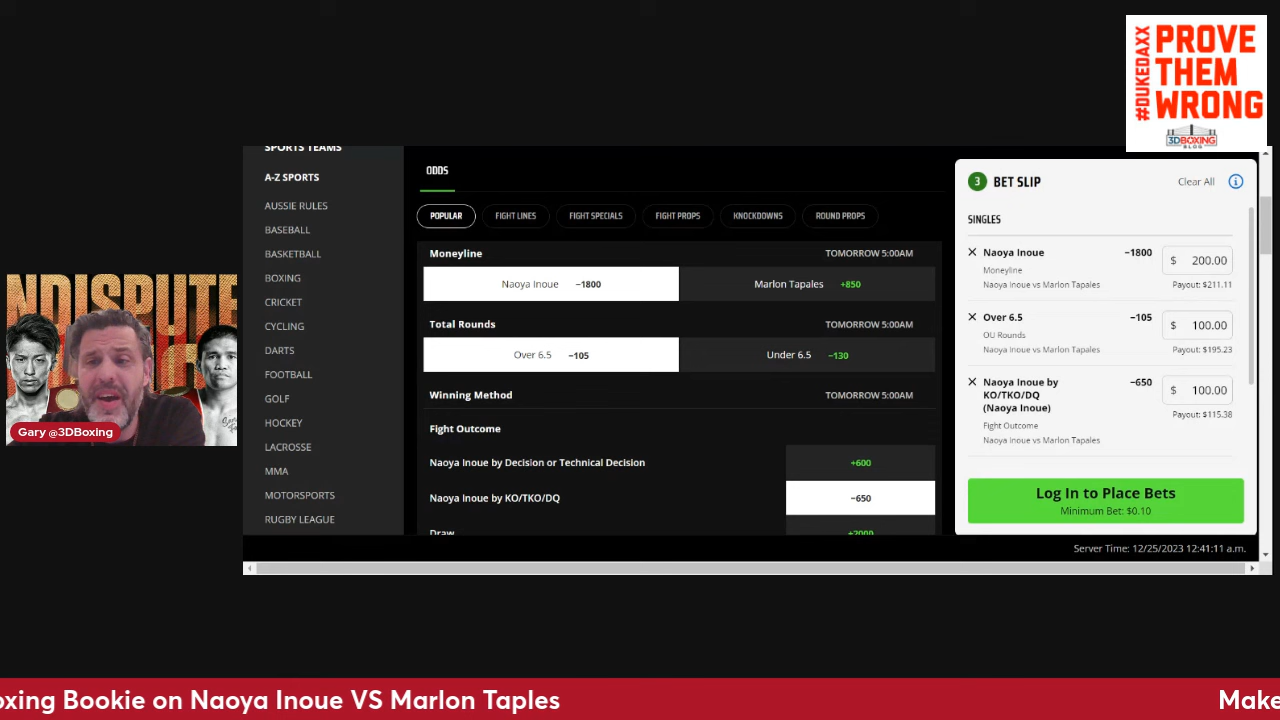 #DUKEDAXX
PROVE
THEM
WRONG
3DBOXING
BLOG
SPORTS TEAMS
A-Z SPORTS
AUSSIE RULES
BASEBALL
BASKETBALL
BOXING
CRICKET
CYCLING
DARTS
FOOTBALL
GOLF
HOCKEY
LACROSSE
MMA
MOTORSPORTS
RUGBY LEAGUE
ODDS
POPULAR FIGHT LINES FIGHT SPECIALS FIGHT PROPS KNOCKDOWNS ROUND PROPS
Moneyline TOMORROW 5:00AM
Naoya Inoue −1800 Marlon Tapales +850
Total Rounds TOMORROW 5:00AM
Over 6.5 −105 Under 6.5 −130
Winning Method TOMORROW 5:00AM
Fight Outcome
Naoya Inoue by Decision or Technical Decision +600
Naoya Inoue by KO/TKO/DQ −650
Draw +2000
3 BET SLIP Clear All
SINGLES
Naoya Inoue −1800 $ 200.00
Moneyline
Naoya Inoue vs Marlon Tapales Payout: $211.11
Over 6.5 −105 $ 100.00
OU Rounds
Naoya Inoue vs Marlon Tapales Payout: $195.23
Naoya Inoue by −650 $ 100.00
KO/TKO/DQ
(Naoya Inoue) Payout: $115.38
Fight Outcome
Naoya Inoue vs Marlon Tapales
Log In to Place Bets
Minimum Bet: $0.10
Server Time: 12/25/2023 12:41:11 a.m.
NDISPUTE
Gary @3DBoxing
oxing Bookie on Naoya Inoue VS Marlon Taples Make